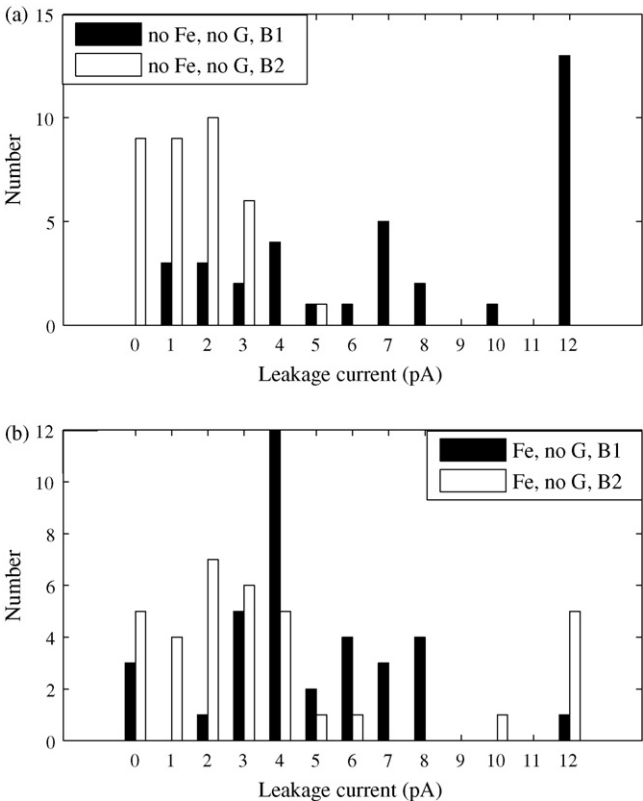 (a)
no Fe, no G, B1
no Fe, no G, B2
15
10
5
0
Number
0 1 2 3 4 5 6 7 8 9 10 11 12
Leakage current (pA)
(b)
Fe, no G, B1
Fe, no G, B2
12
10
8
6
4
2
0
Number
0 1 2 3 4 5 6 7 8 9 10 11 12
Leakage current (pA)